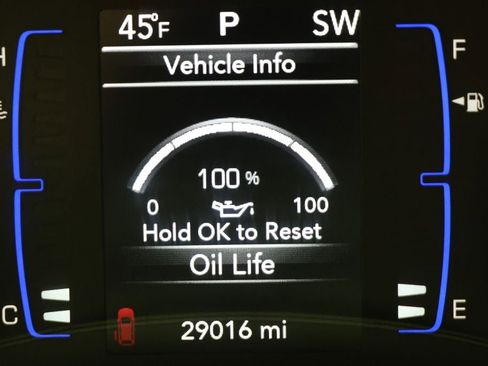 45°F P SW
H F
Vehicle Info
100 %
0 100
Hold OK to Reset
Oil Life
C E
29016 mi